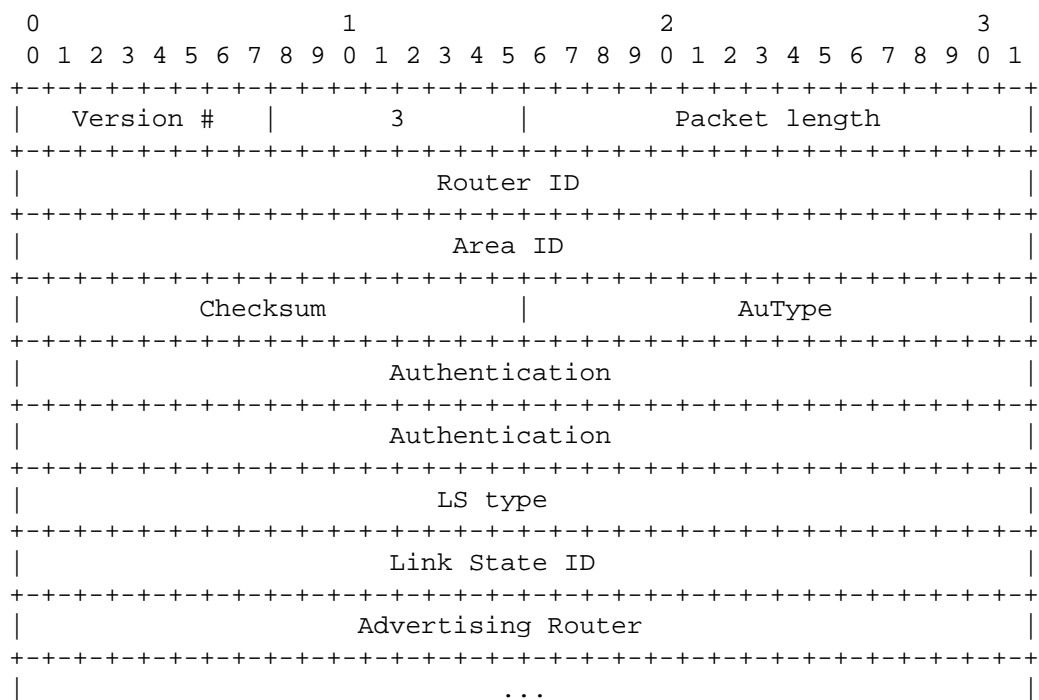 0                   1                   2                   3
 0 1 2 3 4 5 6 7 8 9 0 1 2 3 4 5 6 7 8 9 0 1 2 3 4 5 6 7 8 9 0 1
+-+-+-+-+-+-+-+-+-+-+-+-+-+-+-+-+-+-+-+-+-+-+-+-+-+-+-+-+-+-+-+-+
|   Version #   |       3       |         Packet length         |
+-+-+-+-+-+-+-+-+-+-+-+-+-+-+-+-+-+-+-+-+-+-+-+-+-+-+-+-+-+-+-+-+
|                          Router ID                            |
+-+-+-+-+-+-+-+-+-+-+-+-+-+-+-+-+-+-+-+-+-+-+-+-+-+-+-+-+-+-+-+-+
|                           Area ID                             |
+-+-+-+-+-+-+-+-+-+-+-+-+-+-+-+-+-+-+-+-+-+-+-+-+-+-+-+-+-+-+-+-+
|           Checksum            |             AuType            |
+-+-+-+-+-+-+-+-+-+-+-+-+-+-+-+-+-+-+-+-+-+-+-+-+-+-+-+-+-+-+-+-+
|                       Authentication                          |
+-+-+-+-+-+-+-+-+-+-+-+-+-+-+-+-+-+-+-+-+-+-+-+-+-+-+-+-+-+-+-+-+
|                       Authentication                          |
+-+-+-+-+-+-+-+-+-+-+-+-+-+-+-+-+-+-+-+-+-+-+-+-+-+-+-+-+-+-+-+-+
|                          LS type                              |
+-+-+-+-+-+-+-+-+-+-+-+-+-+-+-+-+-+-+-+-+-+-+-+-+-+-+-+-+-+-+-+-+
|                       Link State ID                           |
+-+-+-+-+-+-+-+-+-+-+-+-+-+-+-+-+-+-+-+-+-+-+-+-+-+-+-+-+-+-+-+-+
|                     Advertising Router                        |
+-+-+-+-+-+-+-+-+-+-+-+-+-+-+-+-+-+-+-+-+-+-+-+-+-+-+-+-+-+-+-+-+
|                              ...                              |